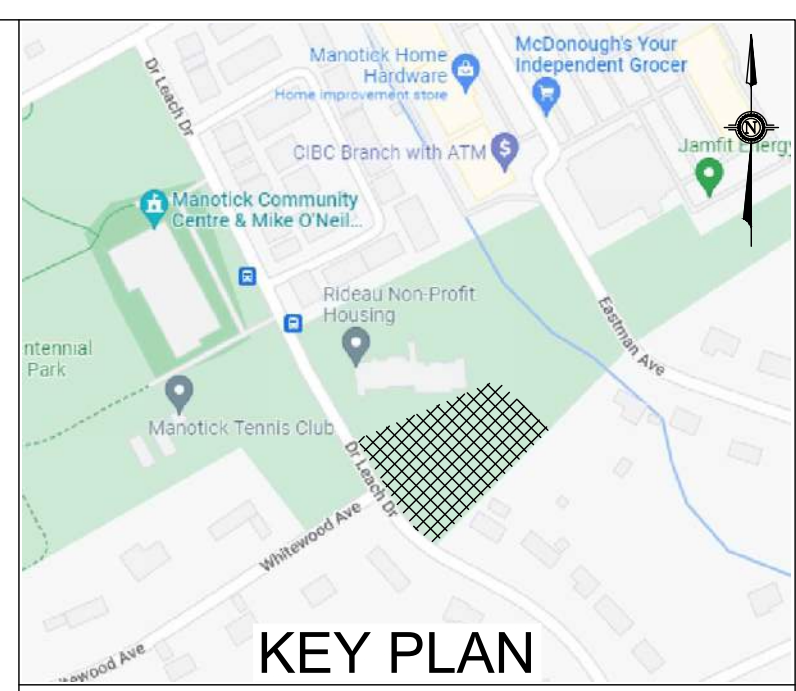 Dr Leach Dr
Manotick Home
Hardware
Home improvement store
McDonough's Your
Independent Grocer
N
CIBC Branch with ATM
$
Jamfit
Manotick Community
Centre & Mike O'Neil...
Rideau Non-Profit
Housing
Eastman Ave
ntennial
Park
Manotick Tennis Club
Dr Leach Dr
Whitewood Ave
itewood Ave
KEY PLAN